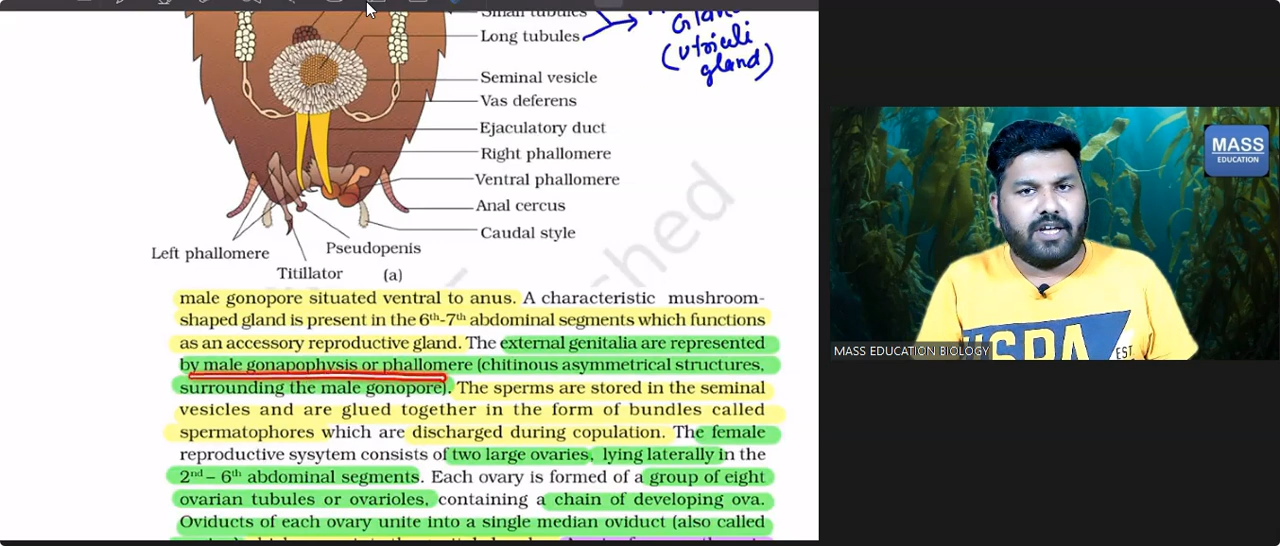 Small tubules
Long tubules
Seminal vesicle
Vas deferens
Ejaculatory duct
Right phallomere
Ventral phallomere
Anal cercus
Caudal style
Left phallomere
Pseudopenis
Titillator
(a)
(utriculi
gland)
male gonopore situated ventral to anus. A characteristic mushroom-
shaped gland is present in the 6th-7th abdominal segments which functions
as an accessory reproductive gland. The external genitalia are represented
by male gonapophysis or phallomere (chitinous asymmetrical structures,
surrounding the male gonopore). The sperms are stored in the seminal
vesicles and are glued together in the form of bundles called
spermatophores which are discharged during copulation. The female
reproductive sysytem consists of two large ovaries, lying laterally in the
2nd – 6th abdominal segments. Each ovary is formed of a group of eight
ovarian tubules or ovarioles, containing a chain of developing ova.
Oviducts of each ovary unite into a single median oviduct (also called
MASS
EDUCATION
EST.
MASS EDUCATION BIOLOGY